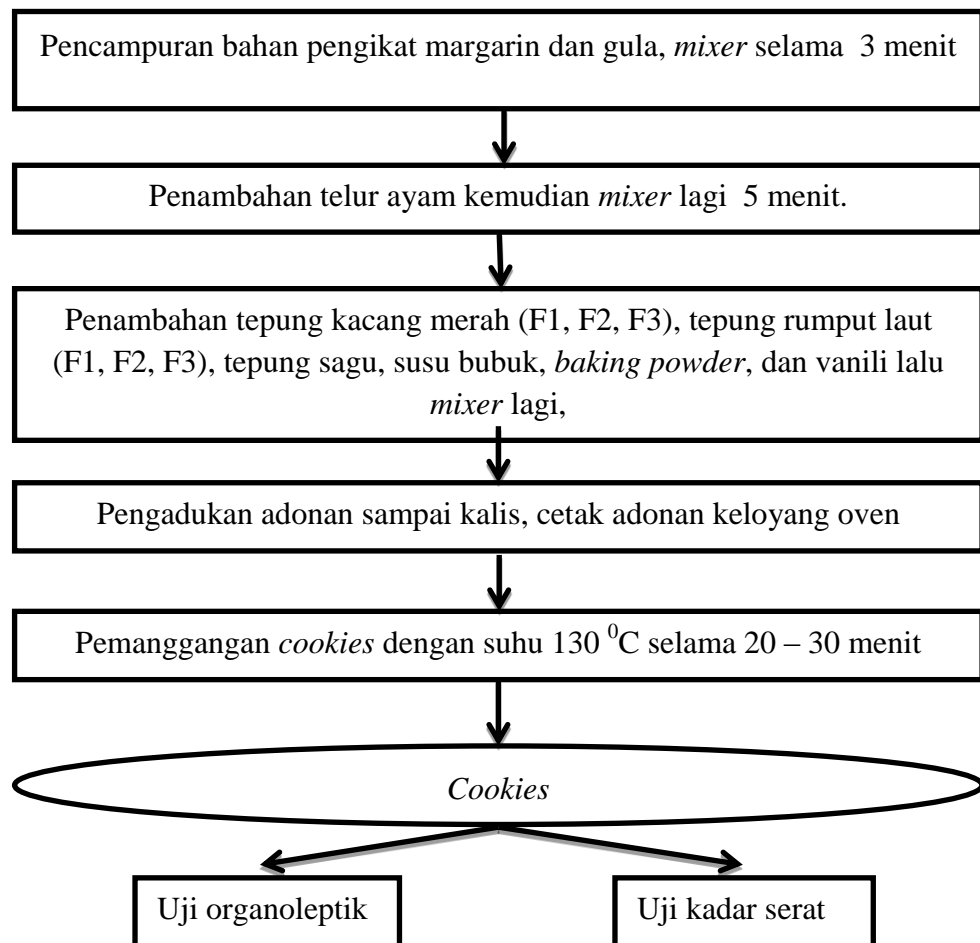 Pencampuran bahan pengikat margarin dan gula, mixer selama 3 menit
Penambahan telur ayam kemudian mixer lagi 5 menit.
Penambahan tepung kacang merah (F1, F2, F3), tepung rumput laut
(F1, F2, F3), tepung sagu, susu bubuk, baking powder, dan vanili lalu
mixer lagi,
Pengadukan adonan sampai kalis, cetak adonan keloyang oven
Pemanggangan cookies dengan suhu 130 ⁰C selama 20 – 30 menit
Cookies
Uji organoleptik
Uji kadar serat